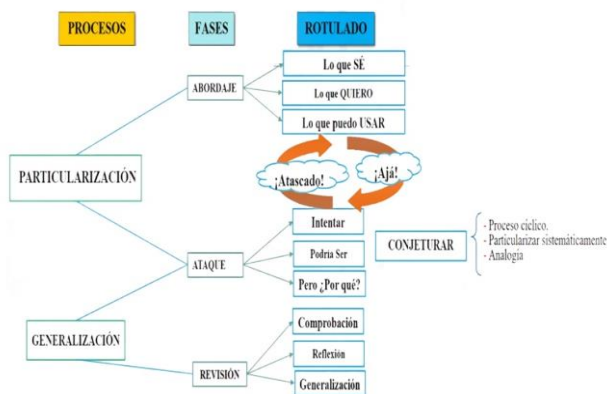 PROCESOS
FASES
ROTULADO
Lo que SÉ
ABORDAJE
Lo que QUIERO
Lo que puedo USAR
PARTICULARIZACIÓN
¡Atascado!
¡Ajá!
Intentar
CONJETURAR
- Proceso cíclico.
- Particularizar sistemáticamente
- Analogía
Podría Ser
ATAQUE
Pero ¿Por qué?
GENERALIZACIÓN
Comprobación
Reflexión
REVISIÓN
Generalización